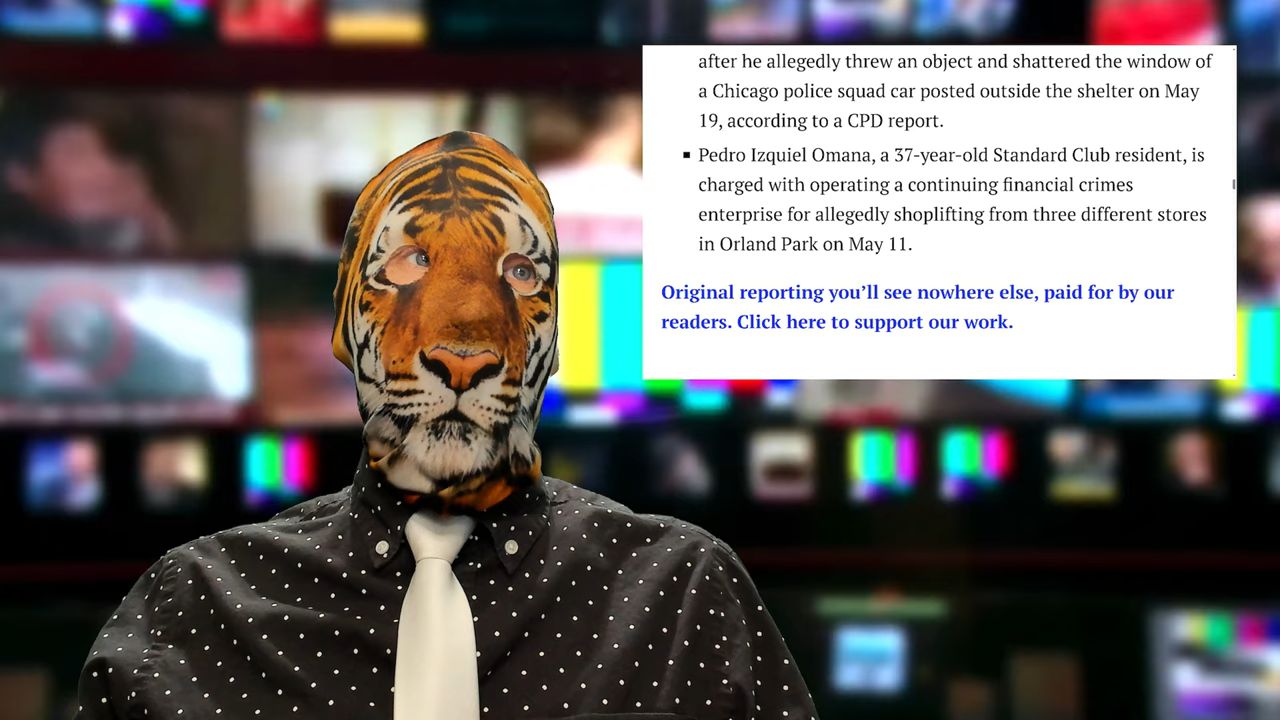 after he allegedly threw an object and shattered the window of
a Chicago police squad car posted outside the shelter on May
19, according to a CPD report.
▪ Pedro Izquiel Omana, a 37-year-old Standard Club resident, is
charged with operating a continuing financial crimes
enterprise for allegedly shoplifting from three different stores
in Orland Park on May 11.
Original reporting you’ll see nowhere else, paid for by our
readers. Click here to support our work.